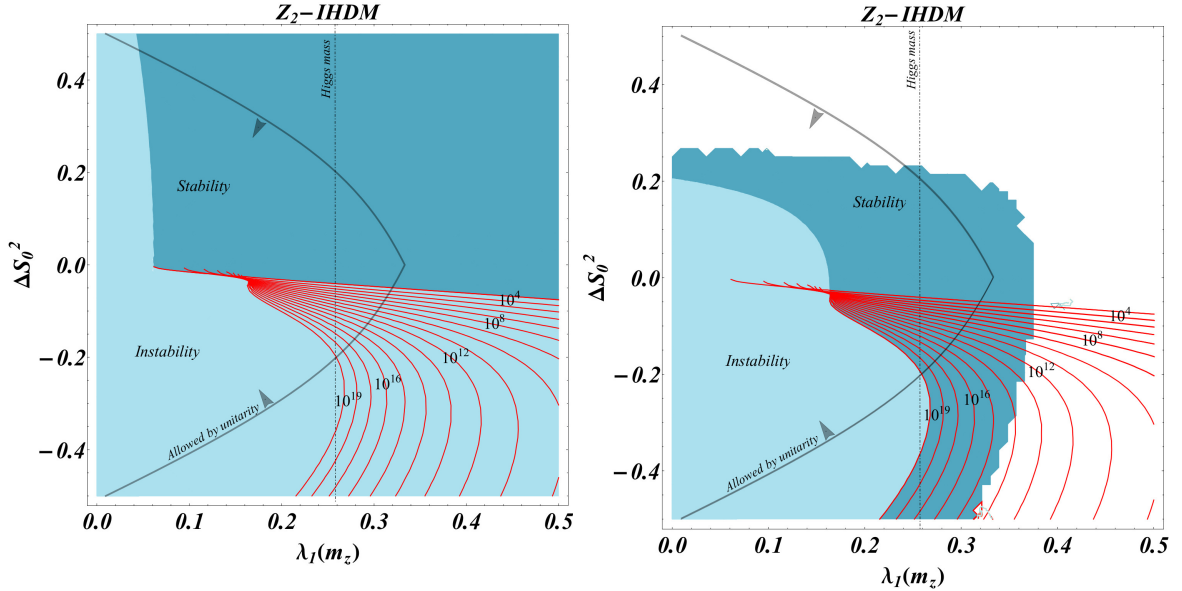 Z₂−IHDM
Higgs mass
0.4
Stability
0.2
ΔS₀²
0.0
10⁴
10⁸
−0.2
Instability
10¹²
10¹⁶
10¹⁹
Allowed by unitarity
−0.4
0.0 0.1 0.2 0.3 0.4 0.5
λ₁(m_z)
Z₂−IHDM
Higgs mass
0.4
0.2
Stability
ΔS₀²
0.0
10⁴
10⁸
−0.2
Instability
10¹²
10¹⁶
10¹⁹
Allowed by unitarity
−0.4
0.0 0.1 0.2 0.3 0.4 0.5
λ₁(m_z)